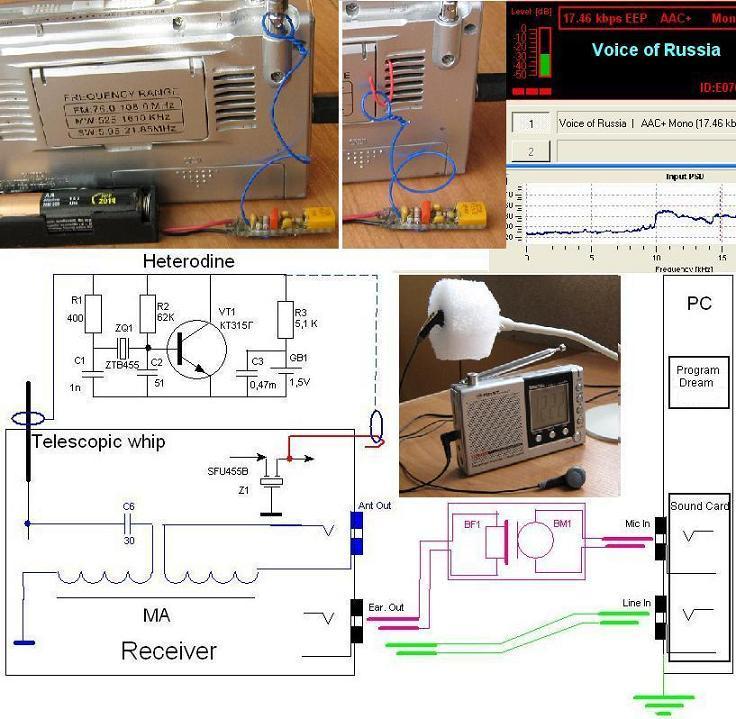 FREQUENCY RANGE
FM:76.0 108.0 MHz
MW:525 1610 KHz
SW:5.95 21.85MHz
2014
E
Level [dB]
0
-10
-20
-30
-40
-50
17.46 kbps EEP AAC+ Mon
Voice of Russia
ID:E07
1
Voice of Russia | AAC+ Mono (17.46 kb
2
Input PSD
0
5
10
15
Frequency [kHz]
Heterodine
R1
400
R2
62K
ZQ1
ZTB455
C1
1n
C2
51
VT1
КТ315Г
R3
5,1 K
C3
0,47m
GB1
1,5V
PC
Program
Dream
Telescopic whip
SFU455B
Z1
C6
30
Ant Out
MA
Receiver
Ear. Out
BF1
BM1
Sound Card
Mic In
Line In